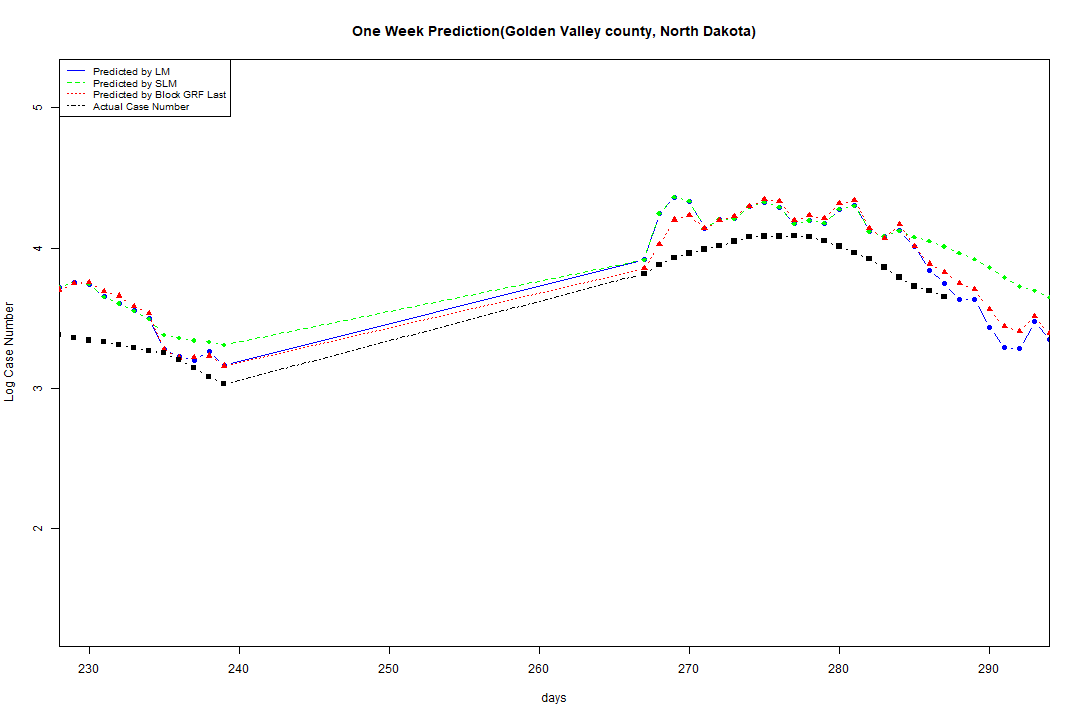 One Week Prediction(Golden Valley county, North Dakota)
Predicted by LM
Predicted by SLM
Predicted by Block GRF Last
Actual Case Number
5
4
3
2
Log Case Number
230 240 250 260 270 280 290
days